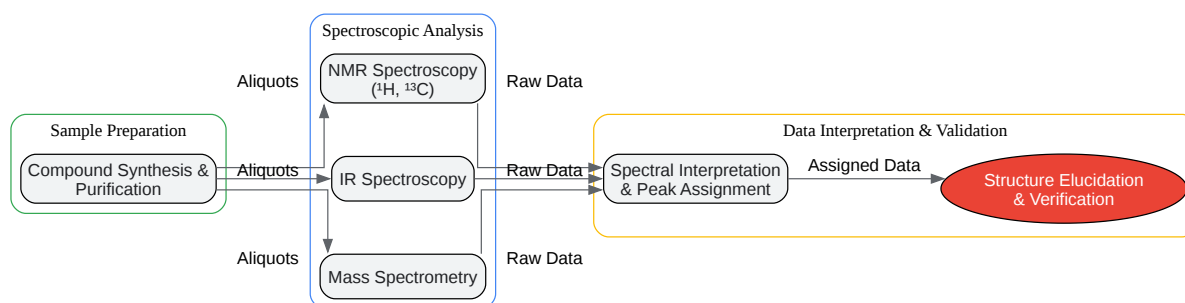 Spectroscopic Analysis
NMR Spectroscopy
(¹H, ¹³C)
Aliquots
Raw Data
Sample Preparation
Compound Synthesis &
Purification
Aliquots
IR Spectroscopy
Raw Data
Data Interpretation & Validation
Spectral Interpretation
& Peak Assignment
Assigned Data
Structure Elucidation
& Verification
Aliquots
Mass Spectrometry
Raw Data